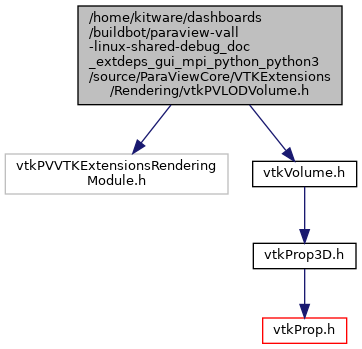 /home/kitware/dashboards
/buildbot/paraview-vall
-linux-shared-debug_doc
_extdeps_gui_mpi_python_python3
/source/ParaViewCore/VTKExtensions
/Rendering/vtkPVLODVolume.h
vtkPVVTKExtensionsRendering
Module.h
vtkVolume.h
vtkProp3D.h
vtkProp.h